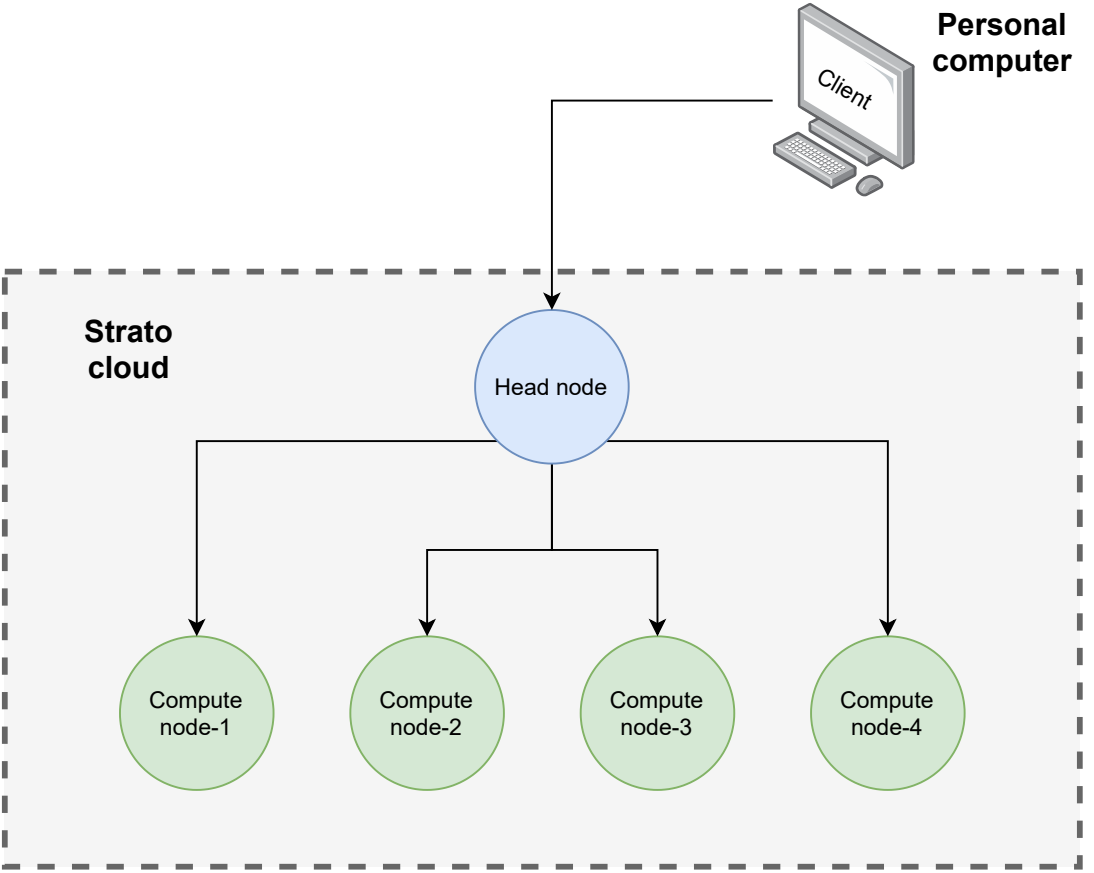 Personal
computer
Client
Strato
cloud
Head node
Compute
node-1
Compute
node-2
Compute
node-3
Compute
node-4